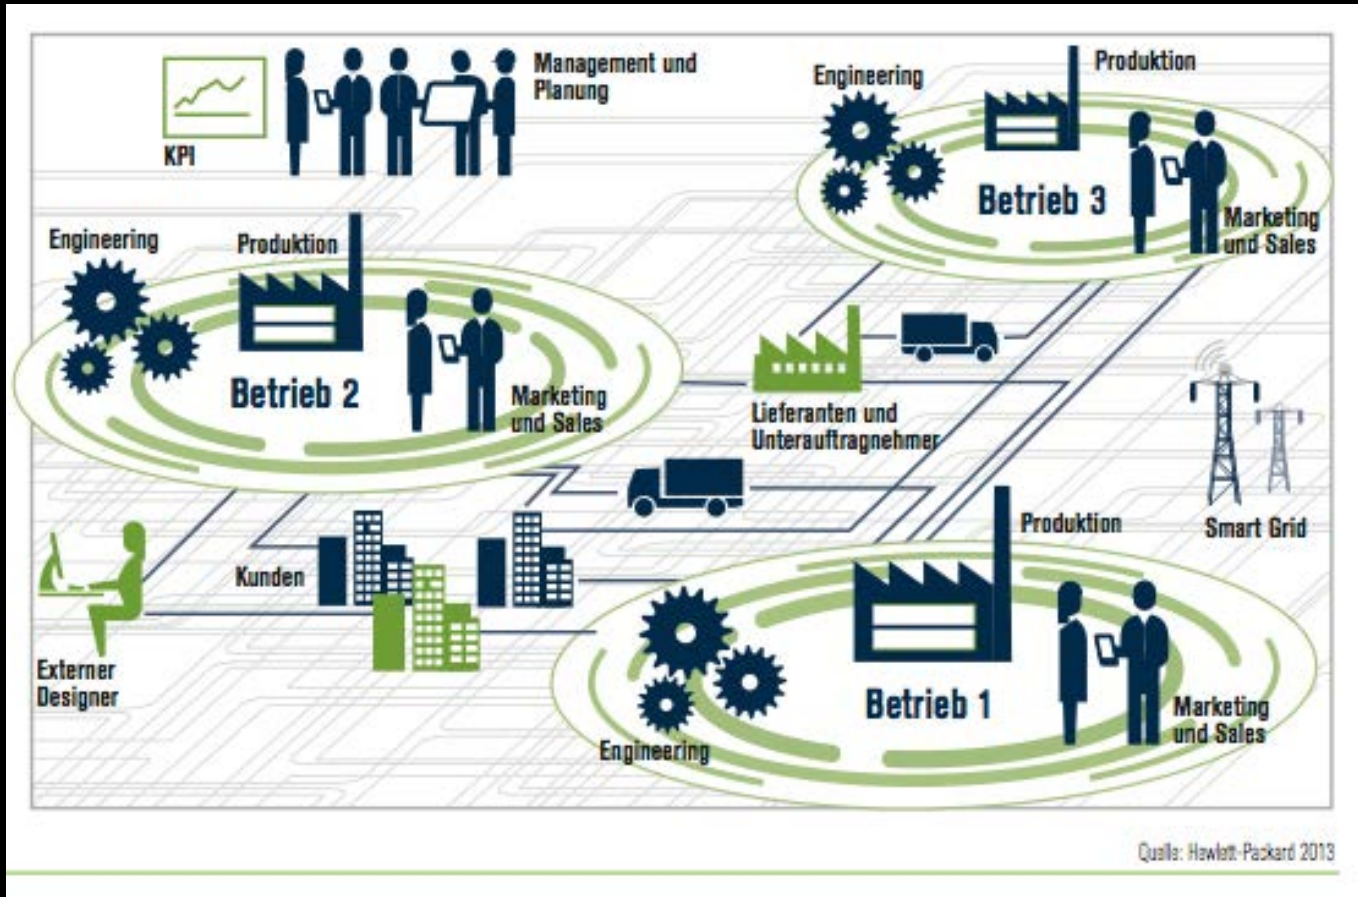 Management und
Planung
KPI
Engineering
Produktion
Betrieb 3
Marketing
und Sales
Engineering
Produktion
Betrieb 2
Marketing
und Sales
Lieferanten und
Unterauftragnehmer
Smart Grid
Kunden
Externer
Designer
Produktion
Betrieb 1
Engineering
Marketing
und Sales
Quelle: Hewlett-Packard 2013